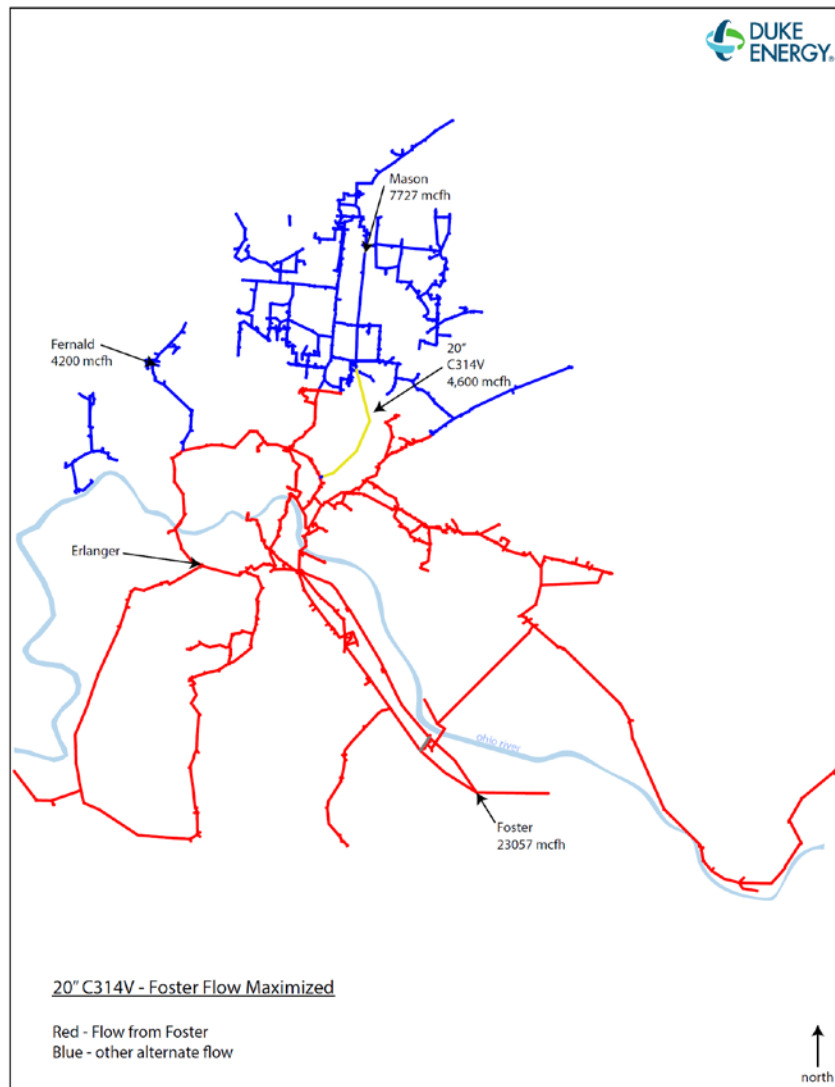 DUKE
ENERGY®
Mason
7727 mcfh
Fernald
4200 mcfh
20"
C314V
4,600 mcfh
Erlanger
ohio river
Foster
23057 mcfh
20" C314V - Foster Flow Maximized
Red - Flow from Foster
Blue - other alternate flow
north